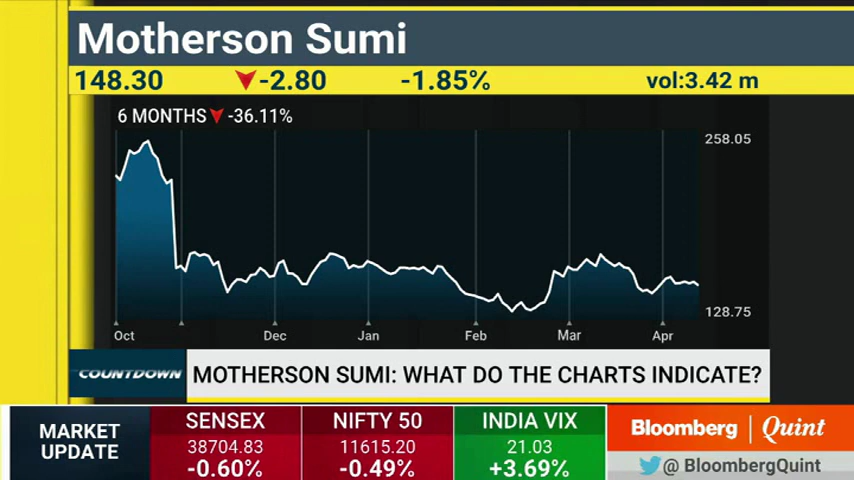 Motherson Sumi
148.30 -2.80 -1.85% vol:3.42 m
6 MONTHS -36.11%
258.05
128.75
Oct Dec Jan Feb Mar Apr
COUNTDOWN
MOTHERSON SUMI: WHAT DO THE CHARTS INDICATE?
MARKET UPDATE
SENSEX
38704.83
-0.60%
NIFTY 50
11615.20
-0.49%
INDIA VIX
21.03
+3.69%
Bloomberg | Quint
@ BloombergQuint